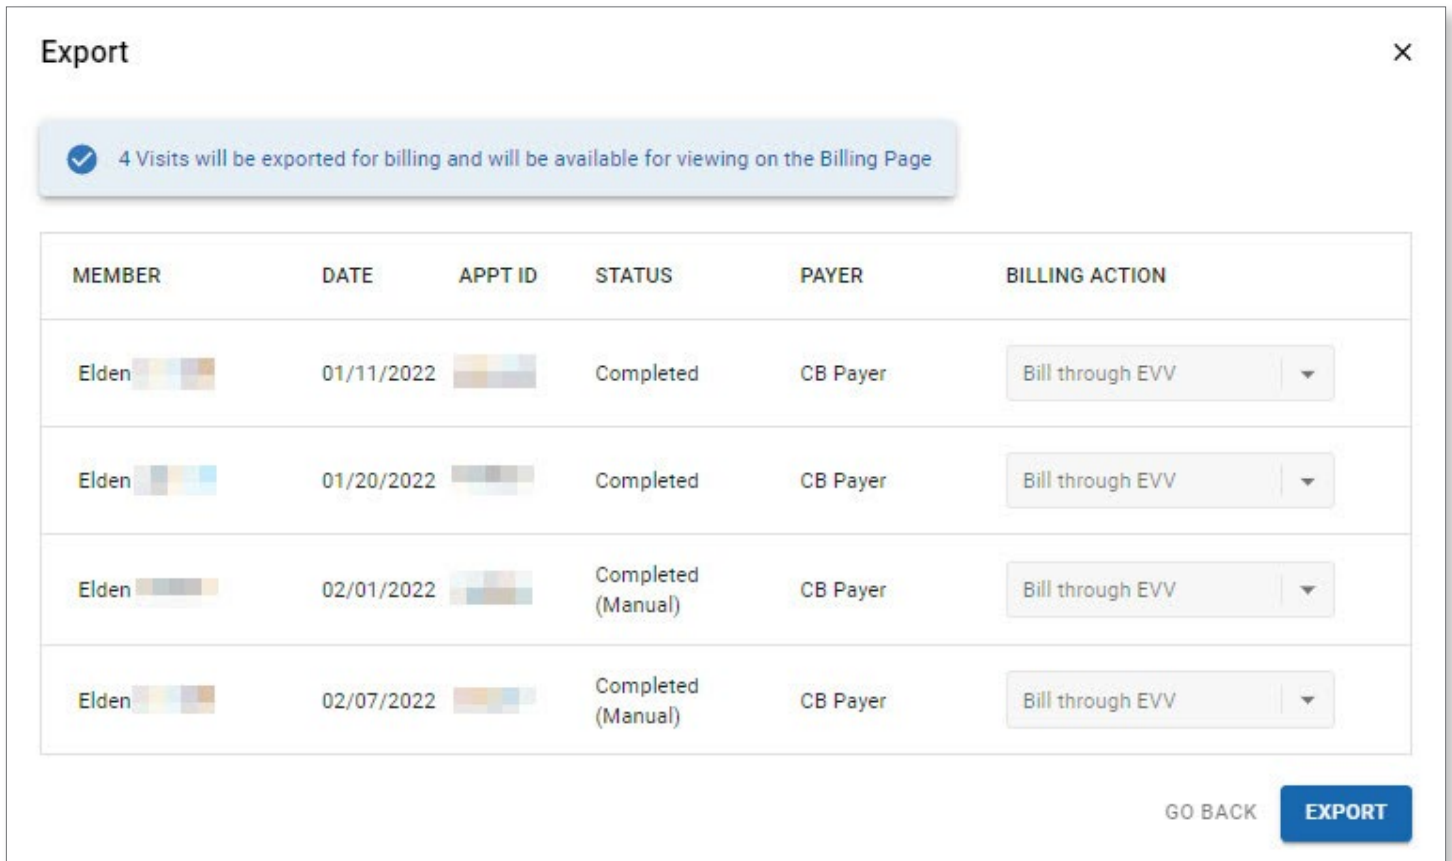 Export
4 Visits will be exported for billing and will be available for viewing on the Billing Page
MEMBER DATE APPT ID STATUS PAYER BILLING ACTION
Elden 01/11/2022 Completed CB Payer Bill through EVV
Elden 01/20/2022 Completed CB Payer Bill through EVV
Elden 02/01/2022 Completed (Manual) CB Payer Bill through EVV
Elden 02/07/2022 Completed (Manual) CB Payer Bill through EVV
GO BACK EXPORT